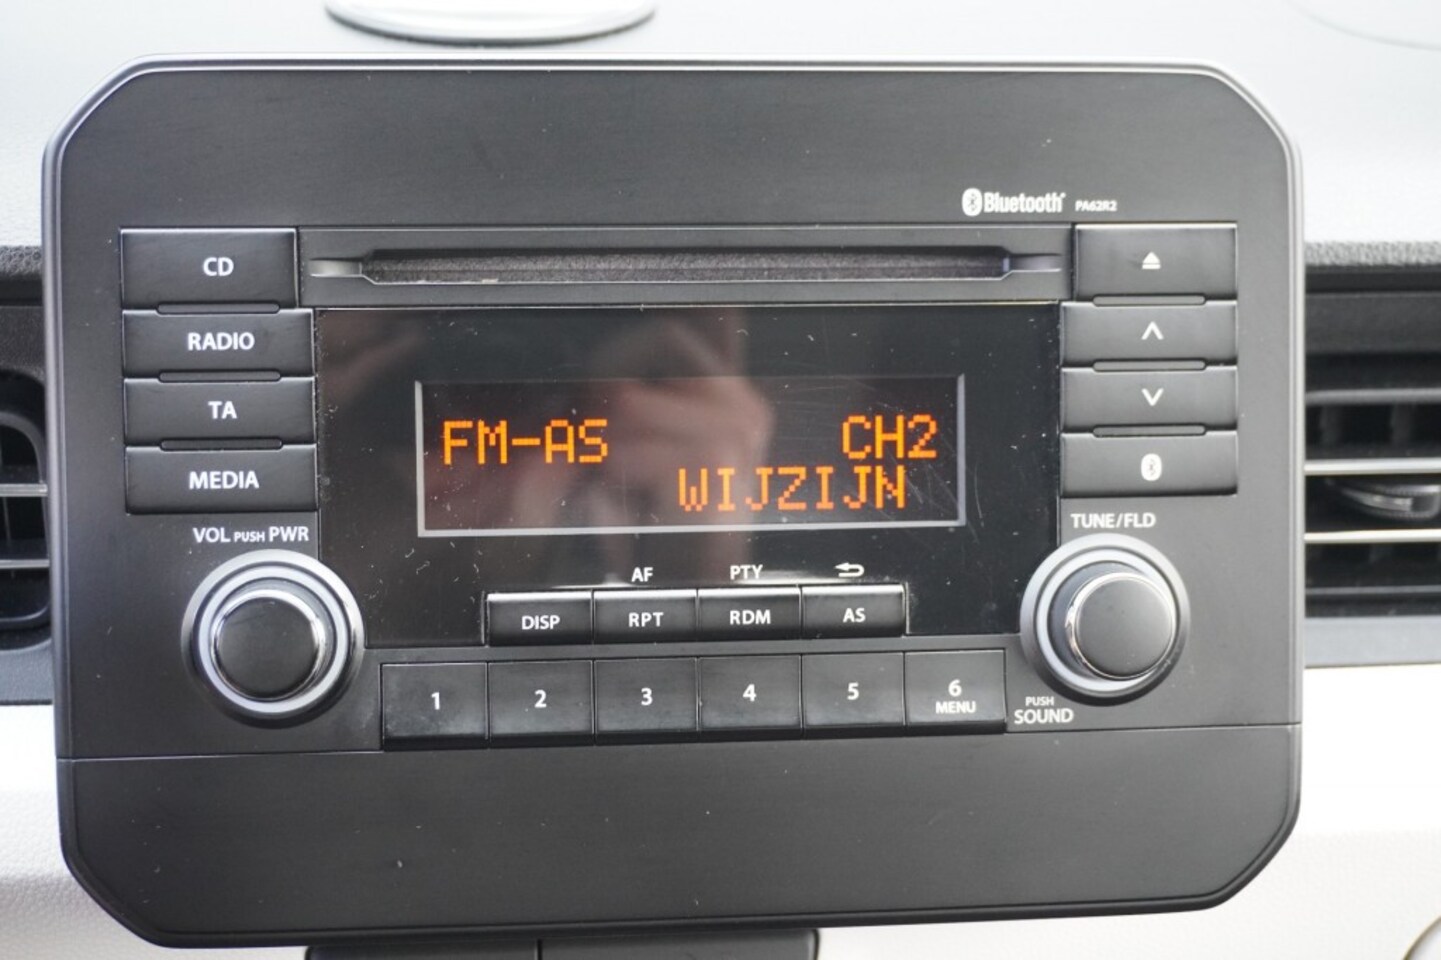 Bluetooth PA62R2
CD
RADIO
TA
MEDIA
FM-AS CH2
WIJZIJN
VOL PUSH PWR
TUNE/FLD
AF PTY
DISP RPT RDM AS
1 2 3 4 5 6
MENU
PUSH
SOUND